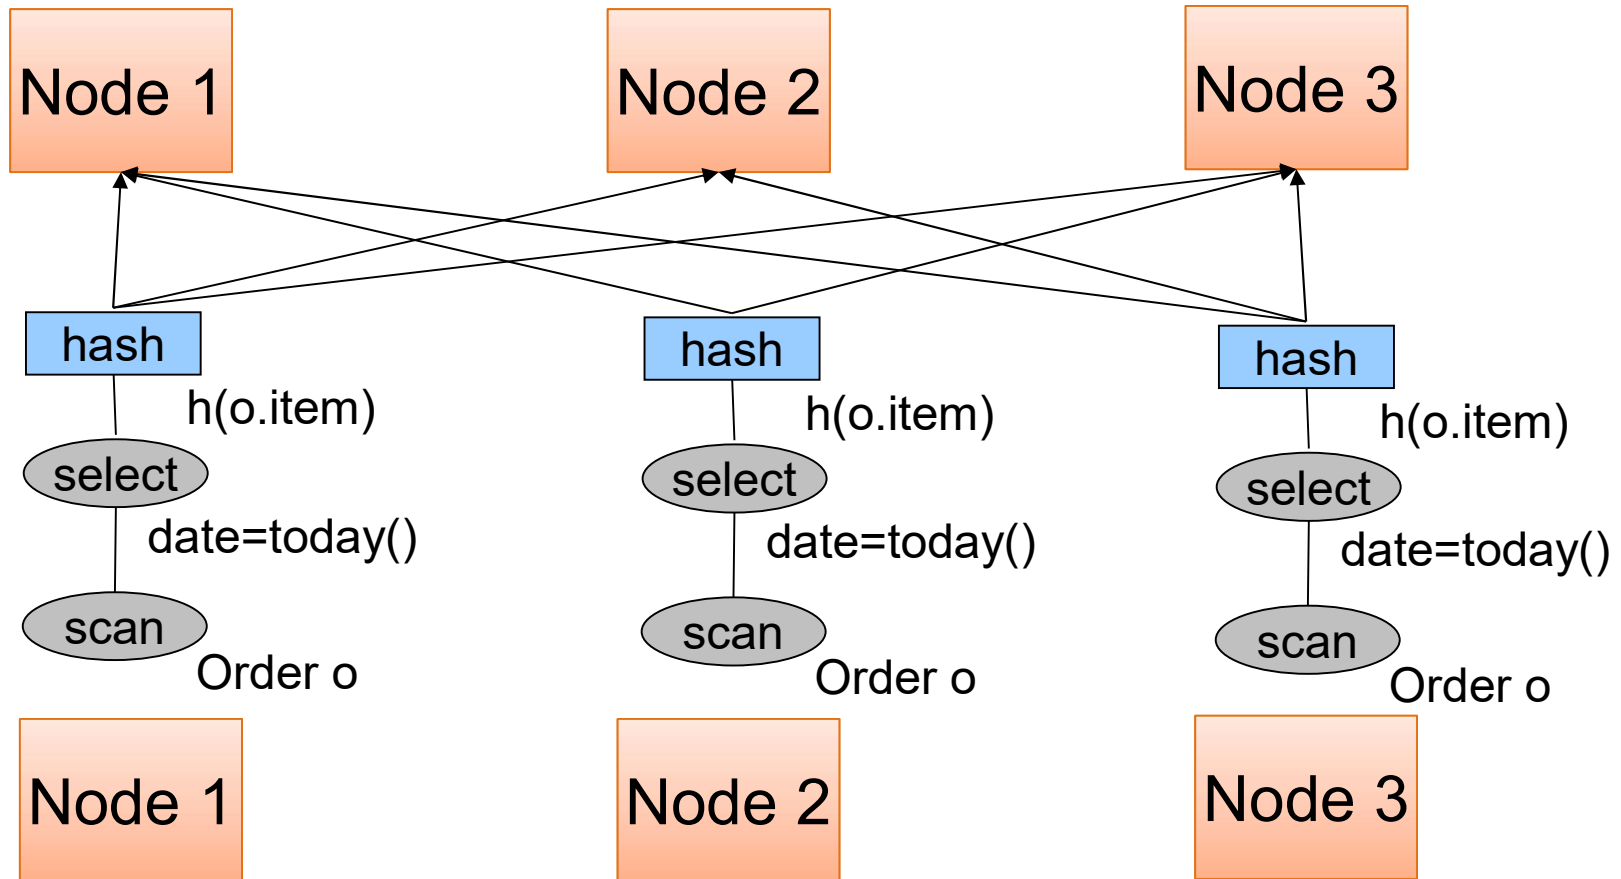 Node 1
Node 2
Node 3
hash
hash
hash
h(o.item)
h(o.item)
h(o.item)
select
select
select
date=today()
date=today()
date=today()
scan
scan
scan
Order o
Order o
Order o
Node 1
Node 2
Node 3